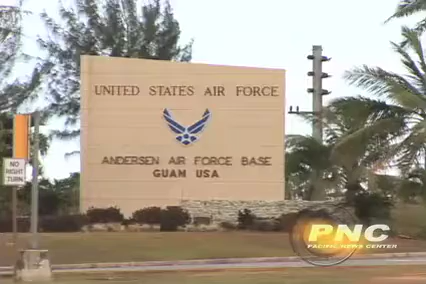 UNITED STATES AIR FORCE
ANDERSEN AIR FORCE BASE
GUAM USA
NO
RIGHT
TURN
PNC
PACIFIC NEWS CENTER